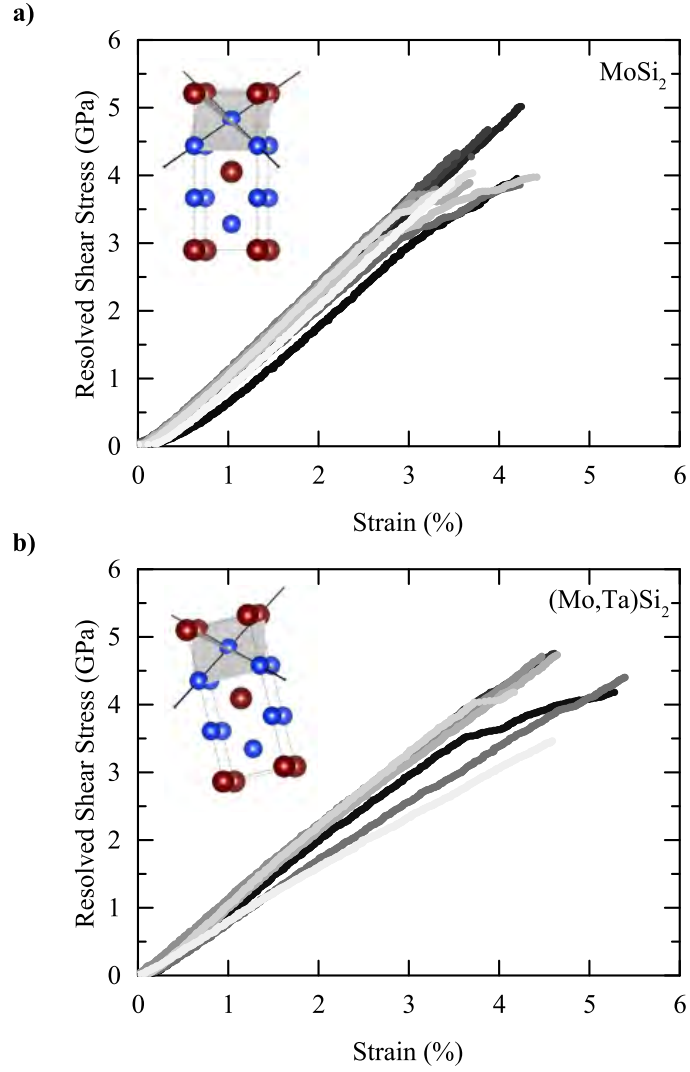 a)
6
MoSi₂
5
4
3
2
1
0
Resolved Shear Stress (GPa)
0 1 2 3 4 5 6
Strain (%)
b)
6
(Mo,Ta)Si₂
5
4
3
2
1
0
Resolved Shear Stress (GPa)
0 1 2 3 4 5 6
Strain (%)